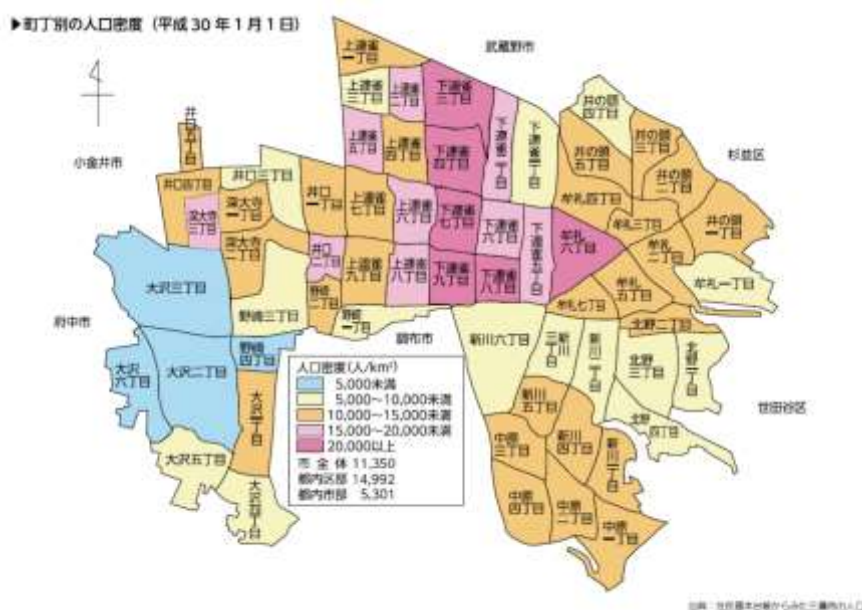 ▶町丁別の人口密度（平成30年1月1日）
武蔵野市
小金井市
杉並区
府中市
調布市
世田谷区
上連雀一丁目
上連雀三丁目
上連雀二丁目
下連雀三丁目
井の頭四丁目
井口五丁目
上連雀五丁目
上連雀四丁目
下連雀四丁目
下連雀二丁目
下連雀一丁目
井の頭五丁目
井の頭三丁目
井の頭二丁目
井口四丁目
井口三丁目
井口一丁目
上連雀七丁目
上連雀六丁目
下連雀七丁目
下連雀六丁目
下連雀五丁目
牟礼四丁目
牟礼三丁目
井の頭一丁目
深大寺三丁目
深大寺一丁目
深大寺二丁目
井口二丁目
上連雀九丁目
上連雀八丁目
下連雀九丁目
下連雀八丁目
牟礼六丁目
牟礼二丁目
牟礼五丁目
牟礼一丁目
牟礼七丁目
大沢三丁目
野崎三丁目
野崎二丁目
野崎一丁目
新川六丁目
北野二丁目
大沢六丁目
大沢二丁目
野崎四丁目
北野三丁目
北野一丁目
北野四丁目
大沢五丁目
新川五丁目
新川四丁目
中原三丁目
中原四丁目
中原二丁目
中原一丁目
人口密度(人/km²)
5,000未満
5,000～10,000未満
10,000～15,000未満
15,000～20,000未満
20,000以上
市 全 体 11,350
都内区部 14,992
都内市部 5,301